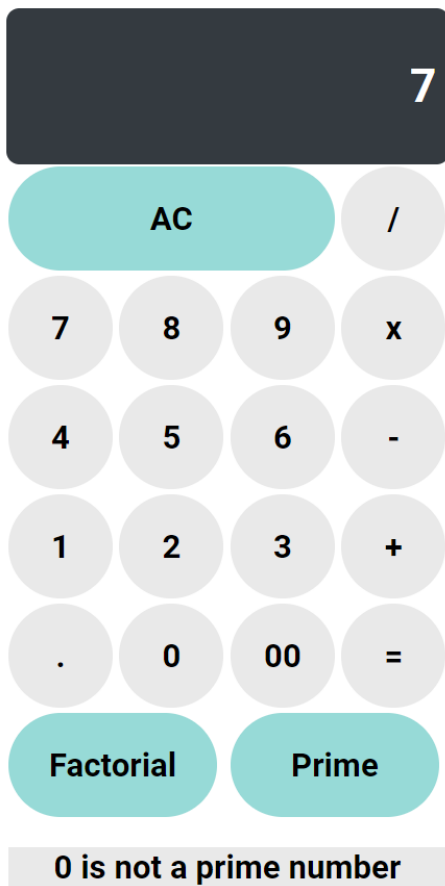 7
AC /
7 8 9 x
4 5 6 -
1 2 3 +
. 0 00 =
Factorial Prime
0 is not a prime number